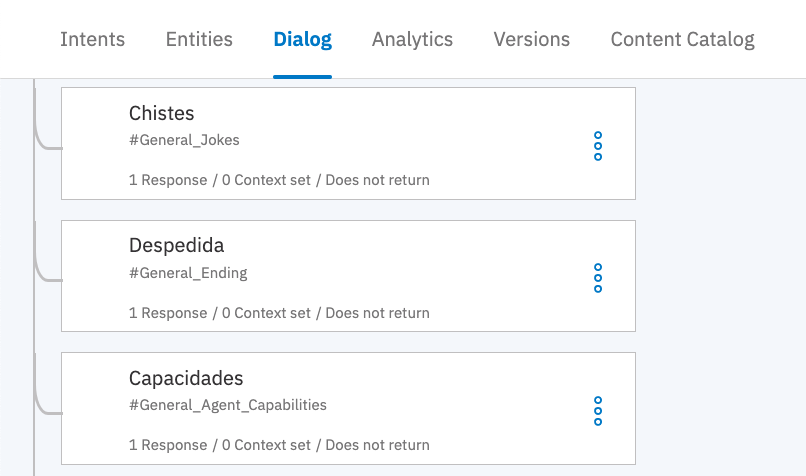 Intents Entities Dialog Analytics Versions Content Catalog
Chistes
#General_Jokes
1 Response / 0 Context set / Does not return
Despedida
#General_Ending
1 Response / 0 Context set / Does not return
Capacidades
#General_Agent_Capabilities
1 Response / 0 Context set / Does not return